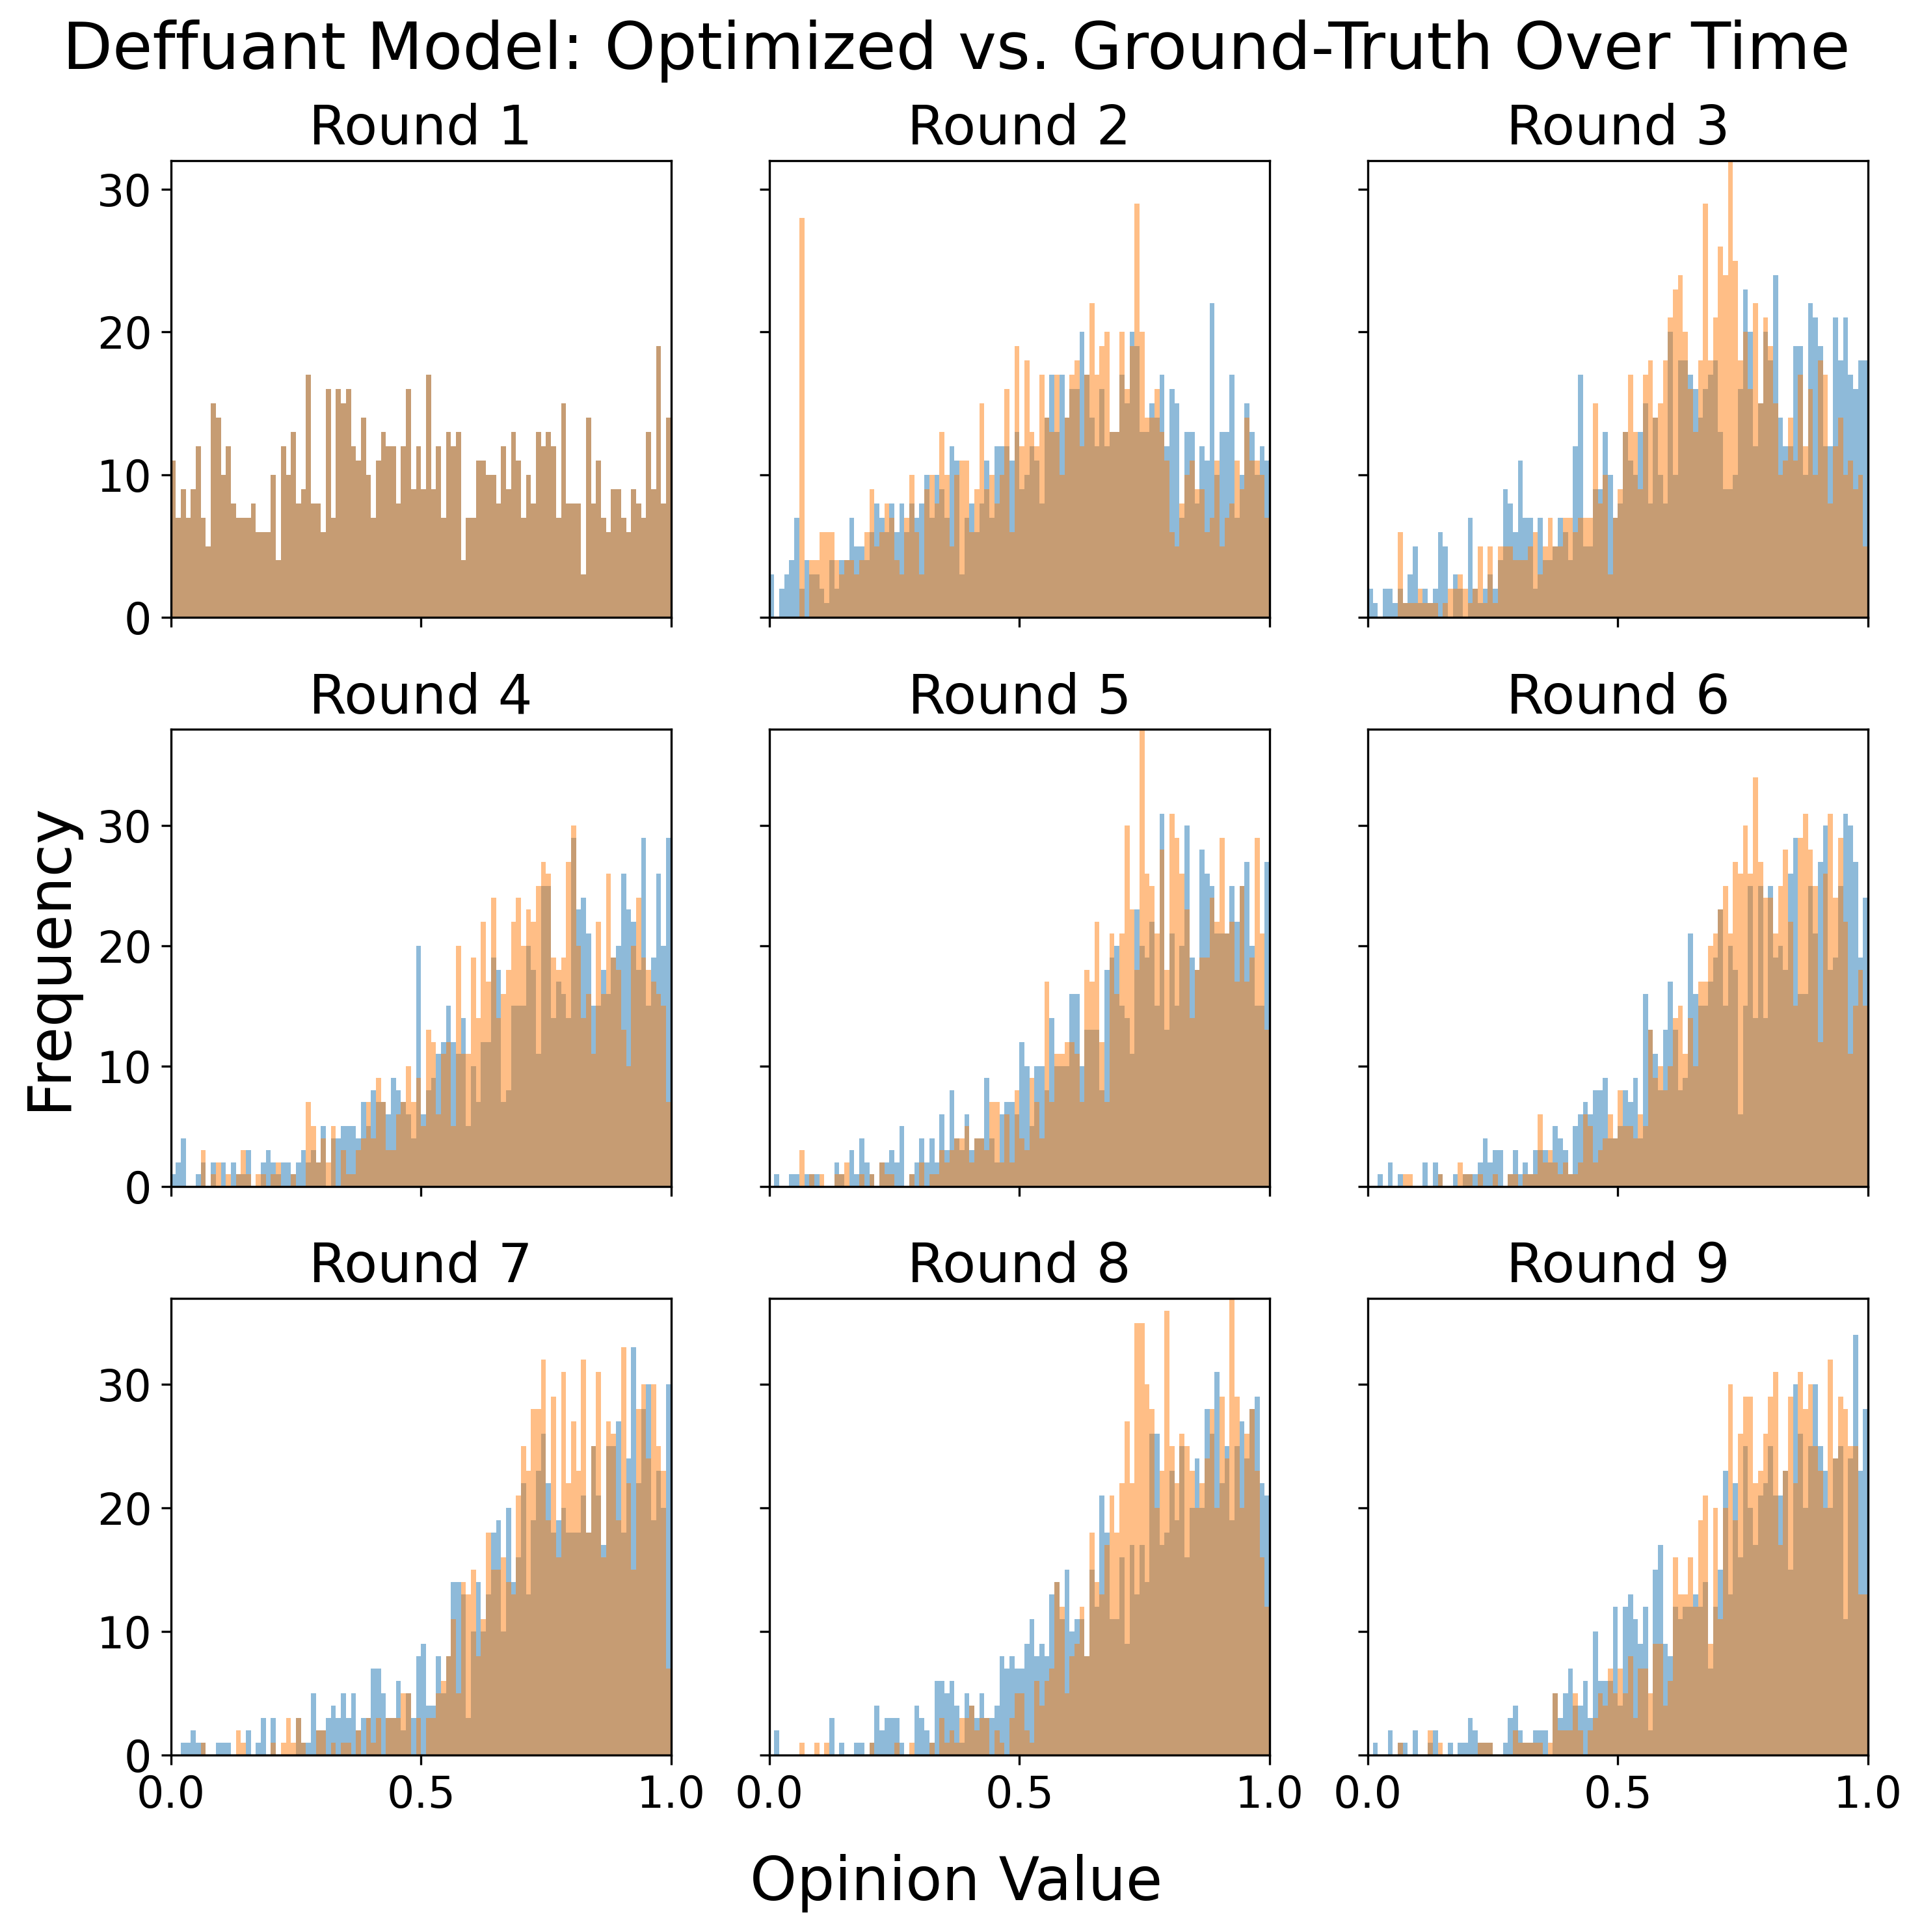 Deffuant Model: Optimized vs. Ground-Truth Over Time
Round 1
Round 2
Round 3
30
20
10
0
Round 4
Round 5
Round 6
Frequency
30
20
10
0
Round 7
Round 8
Round 9
30
20
10
0
0.0 0.5 1.0 0.0 0.5 1.0 0.0 0.5 1.0
Opinion Value